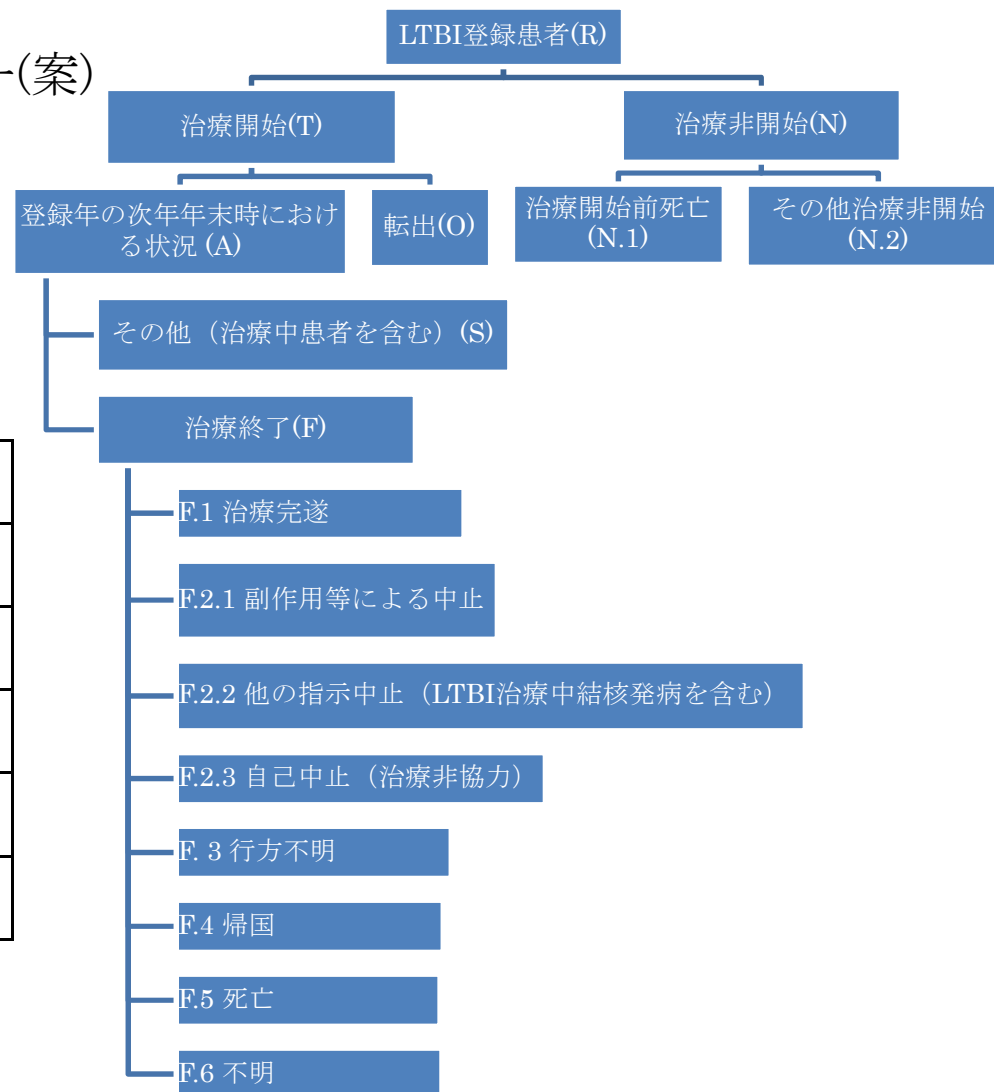 (案)
LTBI登録患者(R)
治療開始(T)
治療非開始(N)
登録年の次年年末時におけ
る状況 (A)
転出(O)
治療開始前死亡
(N.1)
その他治療非開始
(N.2)
その他（治療中患者を含む）(S)
治療終了(F)
F.1 治療完遂
F.2.1 副作用等による中止
F.2.2 他の指示中止（LTBI治療中結核発病を含む）
F.2.3 自己中止（治療非協力）
F. 3 行方不明
F.4 帰国
F.5 死亡
F.6 不明